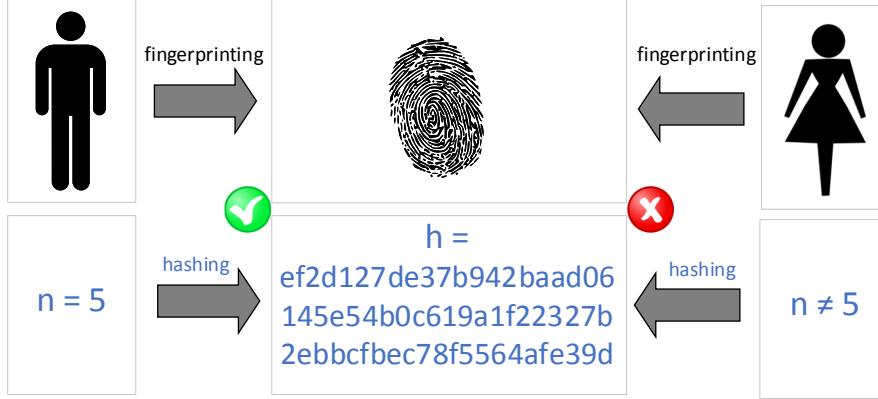 fingerprinting
fingerprinting
n = 5
hashing
h =
ef2d127de37b942baad06
145e54b0c619a1f22327b
2ebbcfbec78f5564afe39d
hashing
n ≠ 5